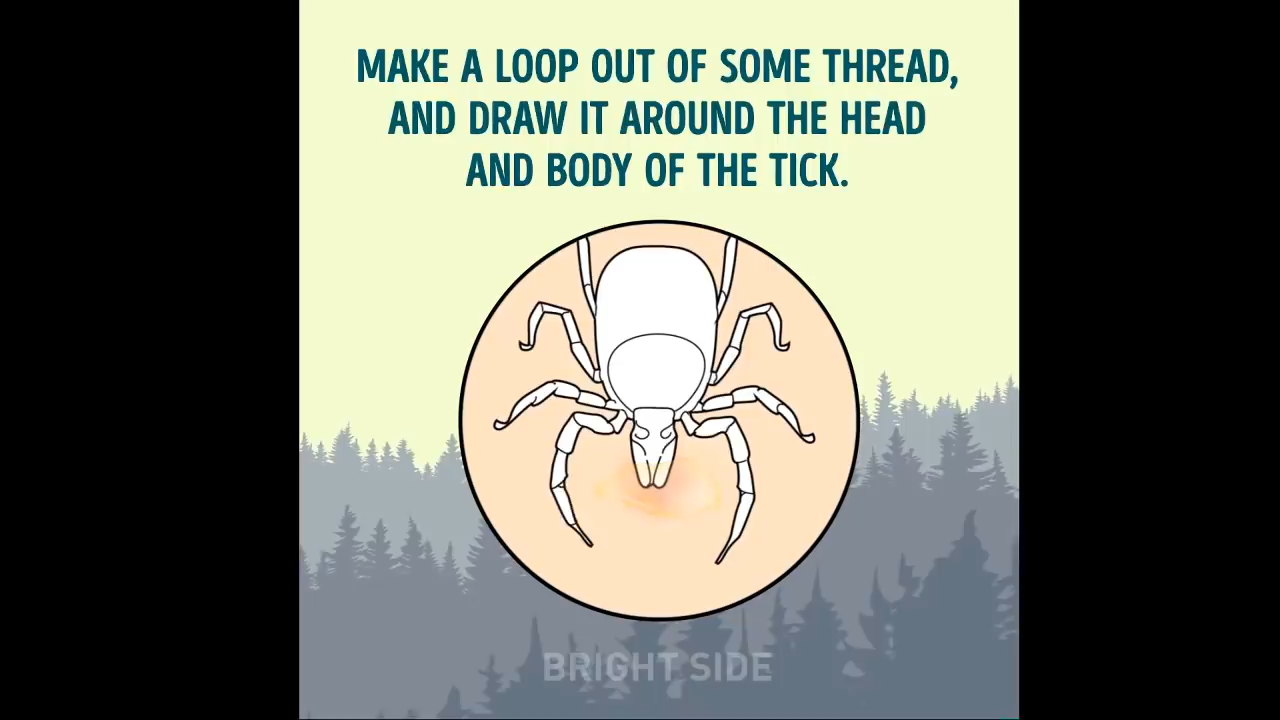 MAKE A LOOP OUT OF SOME THREAD,
AND DRAW IT AROUND THE HEAD
AND BODY OF THE TICK.
BRIGHT SIDE